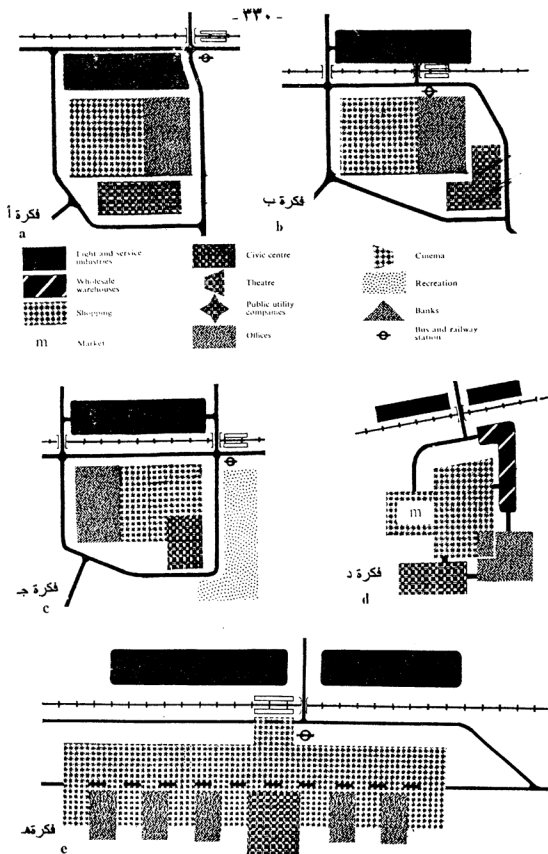 - ٣٣٠ -
فكرة أ
a
فكرة ب
b
Light and service industries
Wholesale warehouses
Shopping
m Market
Civic centre
Theatre
Public utility companies
Offices
Cinema
Recreation
Banks
Bus and railway station
فكرة جـ
c
m
فكرة د
d
فكرة هـ
e